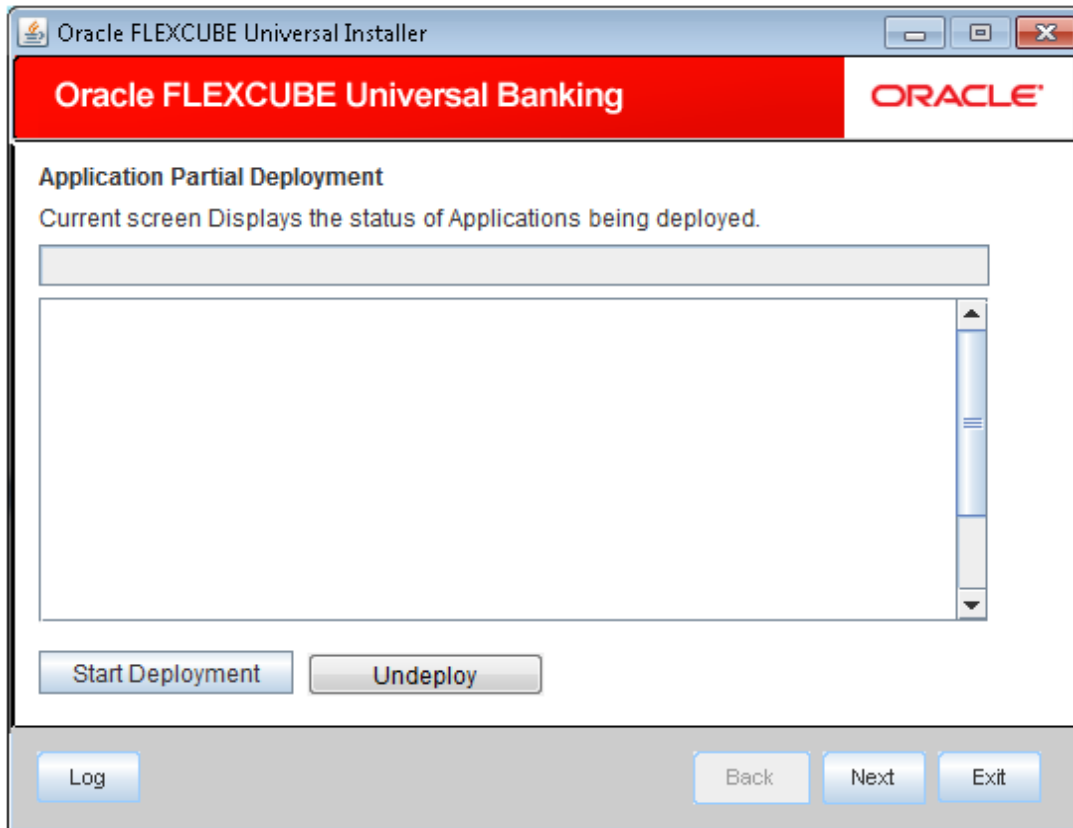 Oracle FLEXCUBE Universal Installer
Oracle FLEXCUBE Universal Banking
ORACLE
Application Partial Deployment
Current screen Displays the status of Applications being deployed.
Start Deployment
Undeploy
Log
Back
Next
Exit